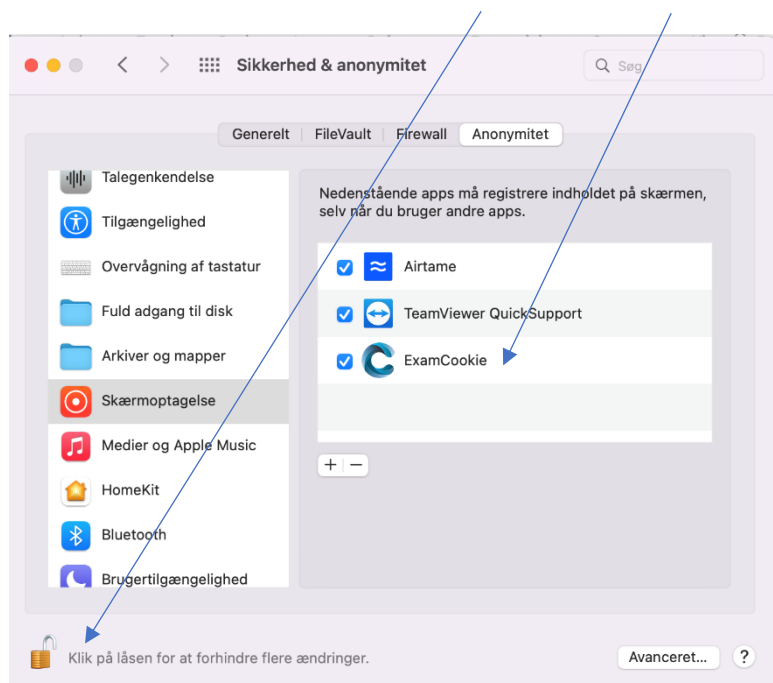 Sikkerhed & anonymitet
Søg
Generelt
FileVault
Firewall
Anonymitet
Talegenkendelse
Tilgængelighed
Overvågning af tastatur
Fuld adgang til disk
Arkiver og mapper
Skærmoptagelse
Medier og Apple Music
HomeKit
Bluetooth
Brugertilgængelighed
Nedenstående apps må registrere indholdet på skærmen,
selv når du bruger andre apps.
Airtame
TeamViewer QuickSupport
ExamCookie
+ −
Klik på låsen for at forhindre flere ændringer.
Avanceret...
?